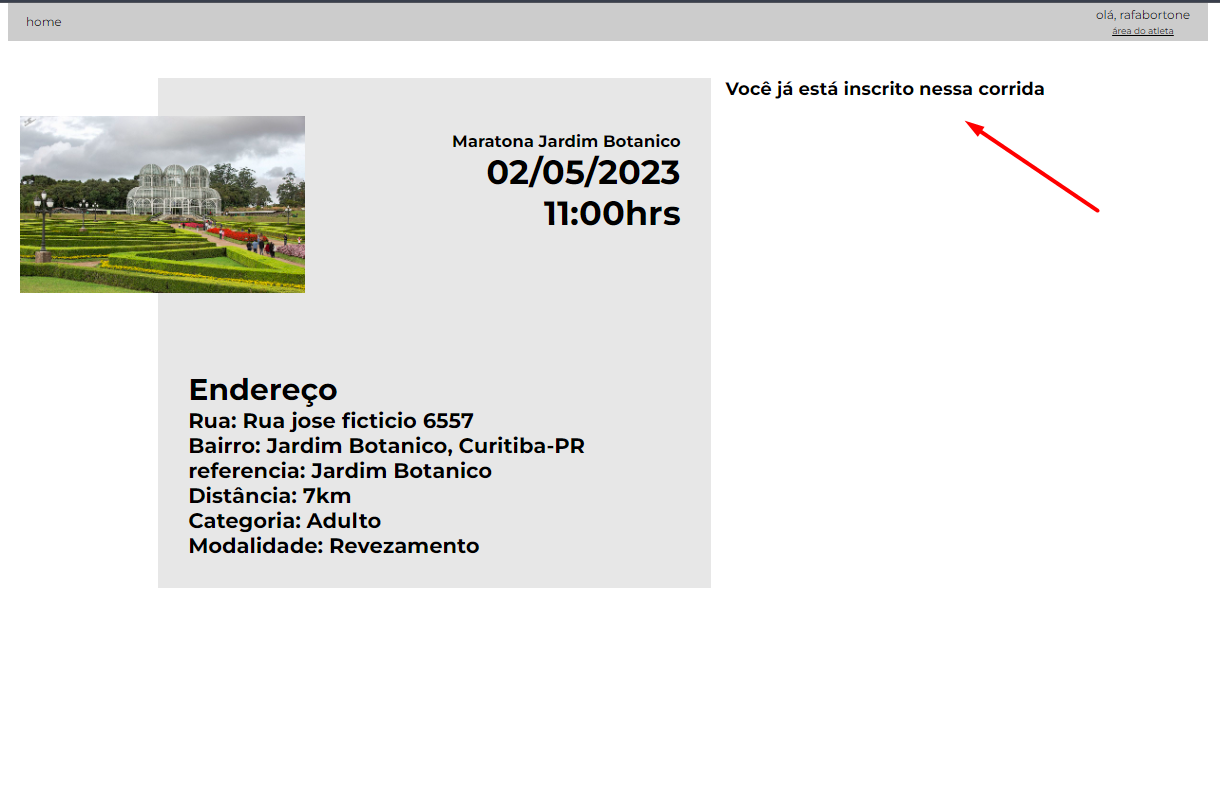 home
olá, rafabortone
área do atleta
Você já está inscrito nessa corrida
Maratona Jardim Botanico
02/05/2023
11:00hrs
Endereço
Rua: Rua jose ficticio 6557
Bairro: Jardim Botanico, Curitiba-PR
referencia: Jardim Botanico
Distância: 7km
Categoria: Adulto
Modalidade: Revezamento